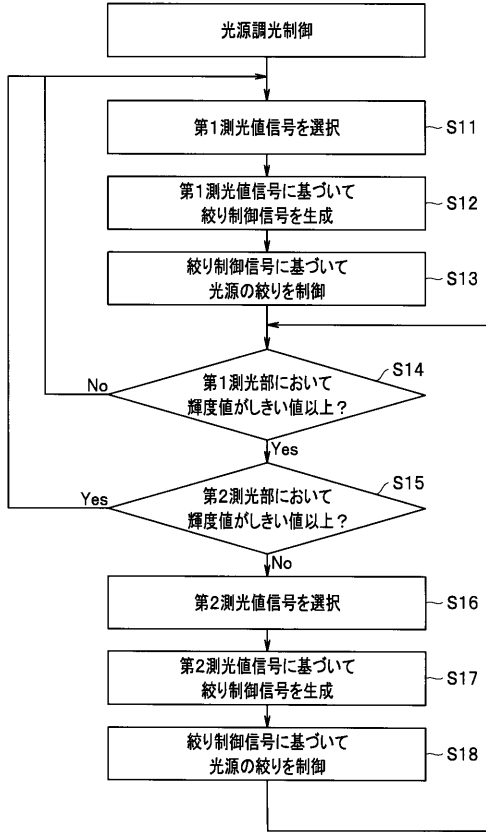 光源調光制御
第1測光値信号を選択
S11
第1測光値信号に基づいて
絞り制御信号を生成
S12
絞り制御信号に基づいて
光源の絞りを制御
S13
S14
第1測光部において
輝度値がしきい値以上?
No
Yes
S15
第2測光部において
輝度値がしきい値以上?
Yes
No
第2測光値信号を選択
S16
第2測光値信号に基づいて
絞り制御信号を生成
S17
絞り制御信号に基づいて
光源の絞りを制御
S18